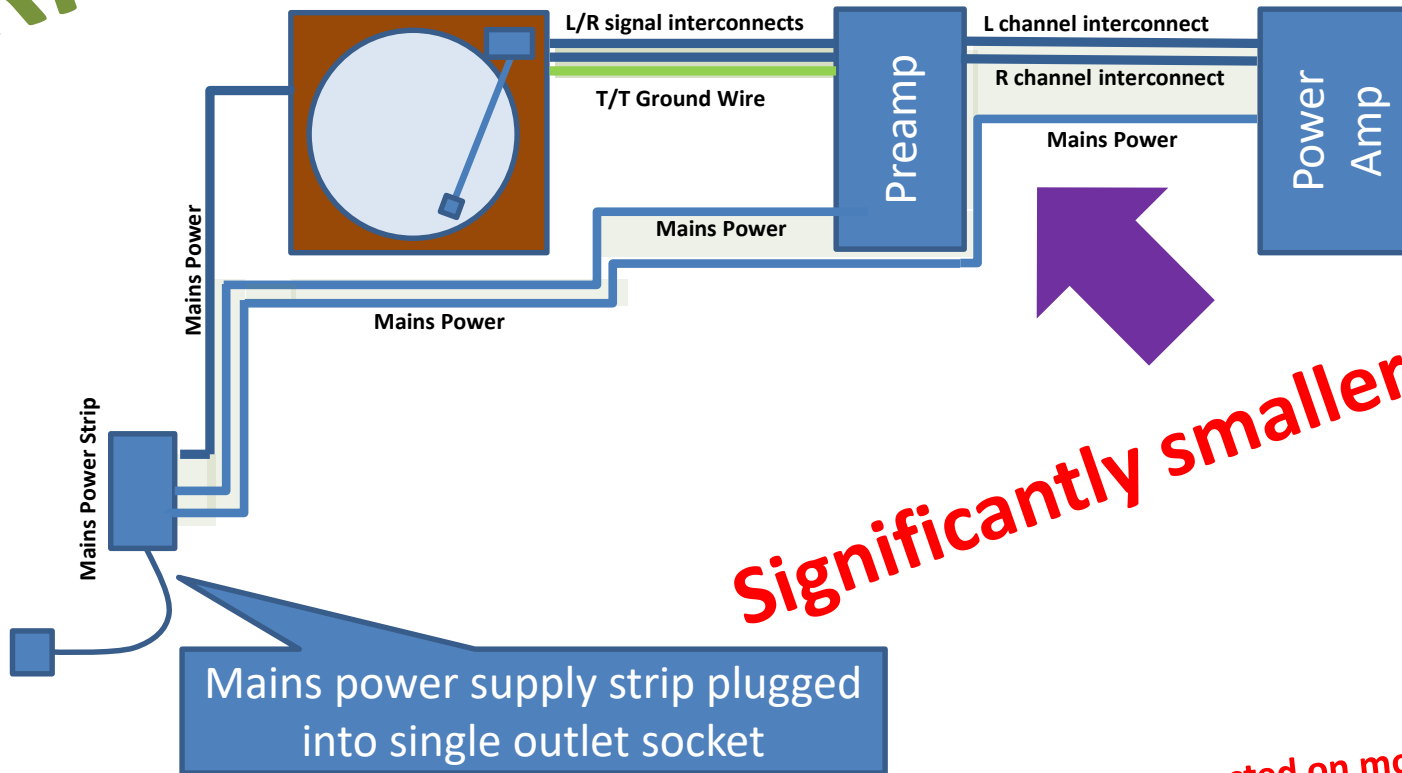 L/R signal interconnects
L channel interconnect
R channel interconnect
T/T Ground Wire
Preamp
Mains Power
Power
Amp
Mains Power
Mains Power
Mains Power
Mains Power Strip
Significantly smaller
Mains power supply strip plugged
into single outlet socket
on